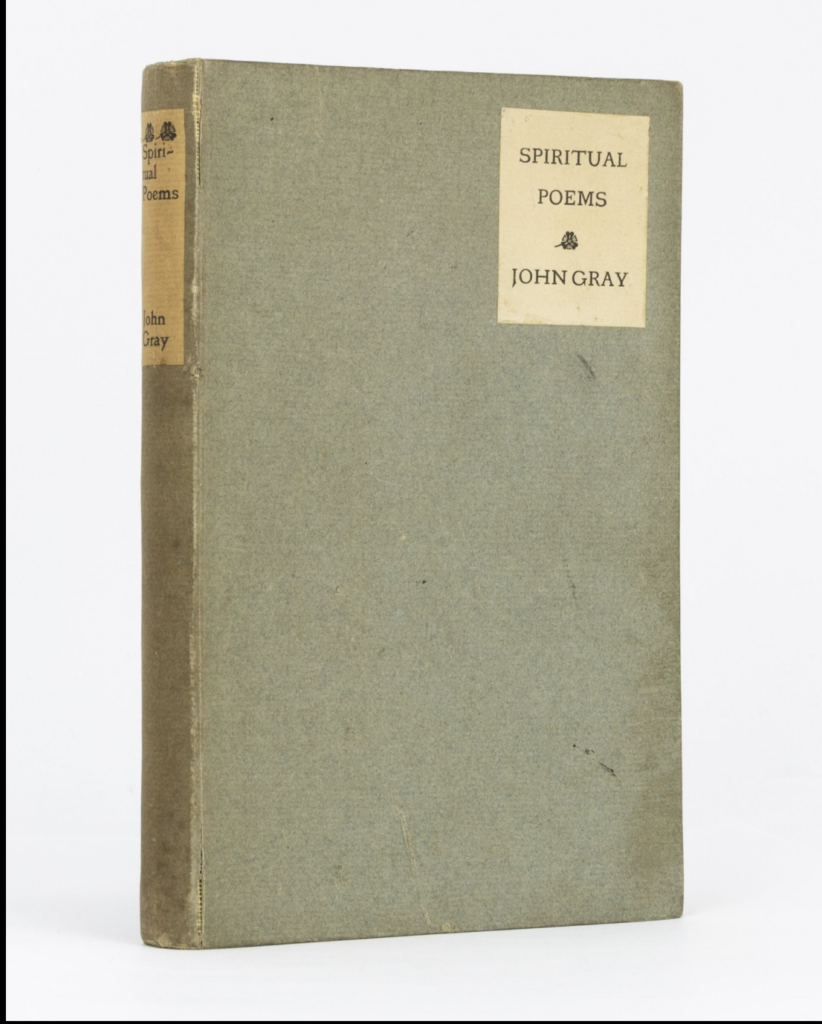 Spiri-
tual
Poems
John
Gray
SPIRITUAL
POEMS
JOHN GRAY